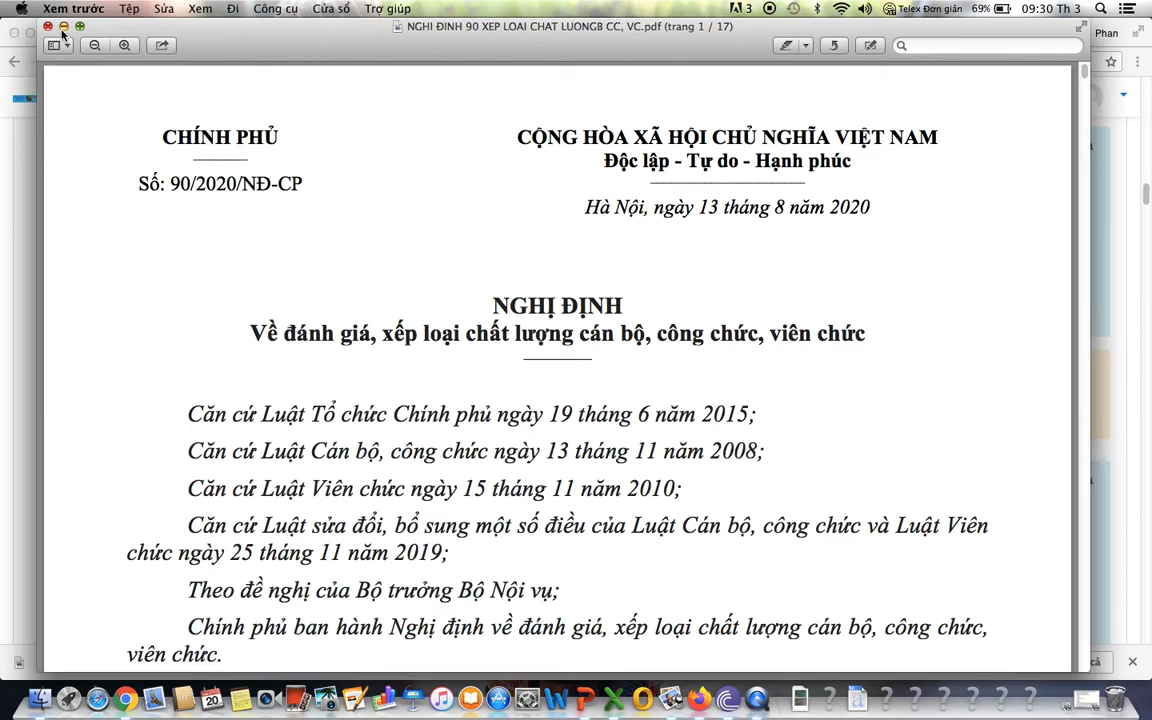 Xem trước Tệp Sửa Xem Đi Công cụ Cửa sổ Trợ giúp 3 Telex Đơn giản 69% 09:30 Th 3
NGHỊ ĐỊNH 90 XEP LOAI CHAT LUONGB CC, VC.pdf (trang 1 / 17)
Phan
CHÍNH PHỦ
CỘNG HÒA XÃ HỘI CHỦ NGHĨA VIỆT NAM
Độc lập - Tự do - Hạnh phúc
Số: 90/2020/NĐ-CP
Hà Nội, ngày 13 tháng 8 năm 2020
NGHỊ ĐỊNH
Về đánh giá, xếp loại chất lượng cán bộ, công chức, viên chức
Căn cứ Luật Tổ chức Chính phủ ngày 19 tháng 6 năm 2015;
Căn cứ Luật Cán bộ, công chức ngày 13 tháng 11 năm 2008;
Căn cứ Luật Viên chức ngày 15 tháng 11 năm 2010;
Căn cứ Luật sửa đổi, bổ sung một số điều của Luật Cán bộ, công chức và Luật Viên
chức ngày 25 tháng 11 năm 2019;
Theo đề nghị của Bộ trưởng Bộ Nội vụ;
Chính phủ ban hành Nghị định về đánh giá, xếp loại chất lượng cán bộ, công chức,
viên chức.